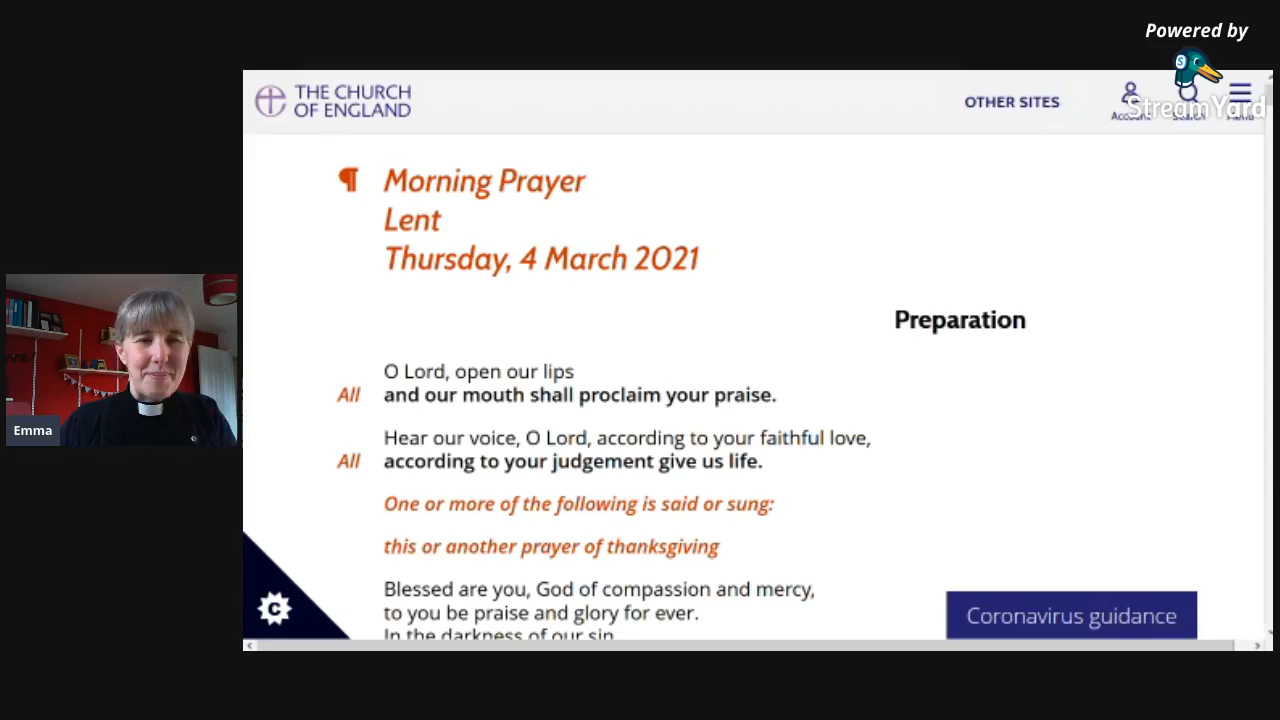 Powered by
StreamYard
THE CHURCH
OF ENGLAND
OTHER SITES
Account
Search
Menu
¶ Morning Prayer
Lent
Thursday, 4 March 2021
Preparation
O Lord, open our lips
All and our mouth shall proclaim your praise.
Hear our voice, O Lord, according to your faithful love,
All according to your judgement give us life.
One or more of the following is said or sung:
this or another prayer of thanksgiving
Blessed are you, God of compassion and mercy,
to you be praise and glory for ever.
In the darkness of our sin
Coronavirus guidance
C
Emma